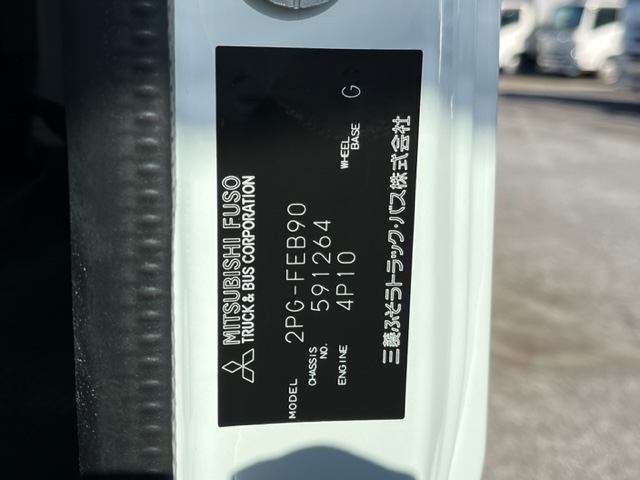 MITSUBISHI FUSO
TRUCK & BUS CORPORATION
MODEL 2PG-FEB90
CHASSIS NO. 591264
ENGINE 4P10 WHEEL BASE G
三菱ふそうトラック・バス株式会社